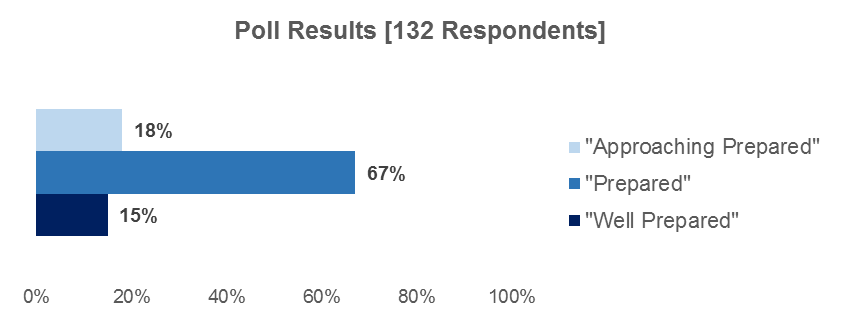 Poll Results [132 Respondents]
18%
67%
15%
"Approaching Prepared"
"Prepared"
"Well Prepared"
0% 20% 40% 60% 80% 100%